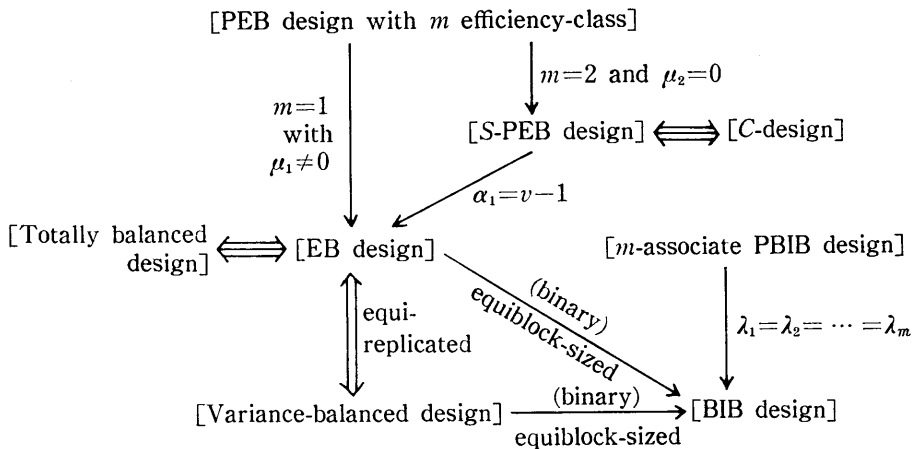 [PEB design with m efficiency-class]
m=2 and μ₂=0
m=1
with
μ₁≠0
[S-PEB design]
[C-design]
α₁=v−1
[Totally balanced
design]
[EB design]
[m-associate PBIB design]
(binary)
equiblock-sized
equi-
replicated
λ₁=λ₂= ⋯ =λₘ
[Variance-balanced design]
(binary)
equiblock-sized
[BIB design]